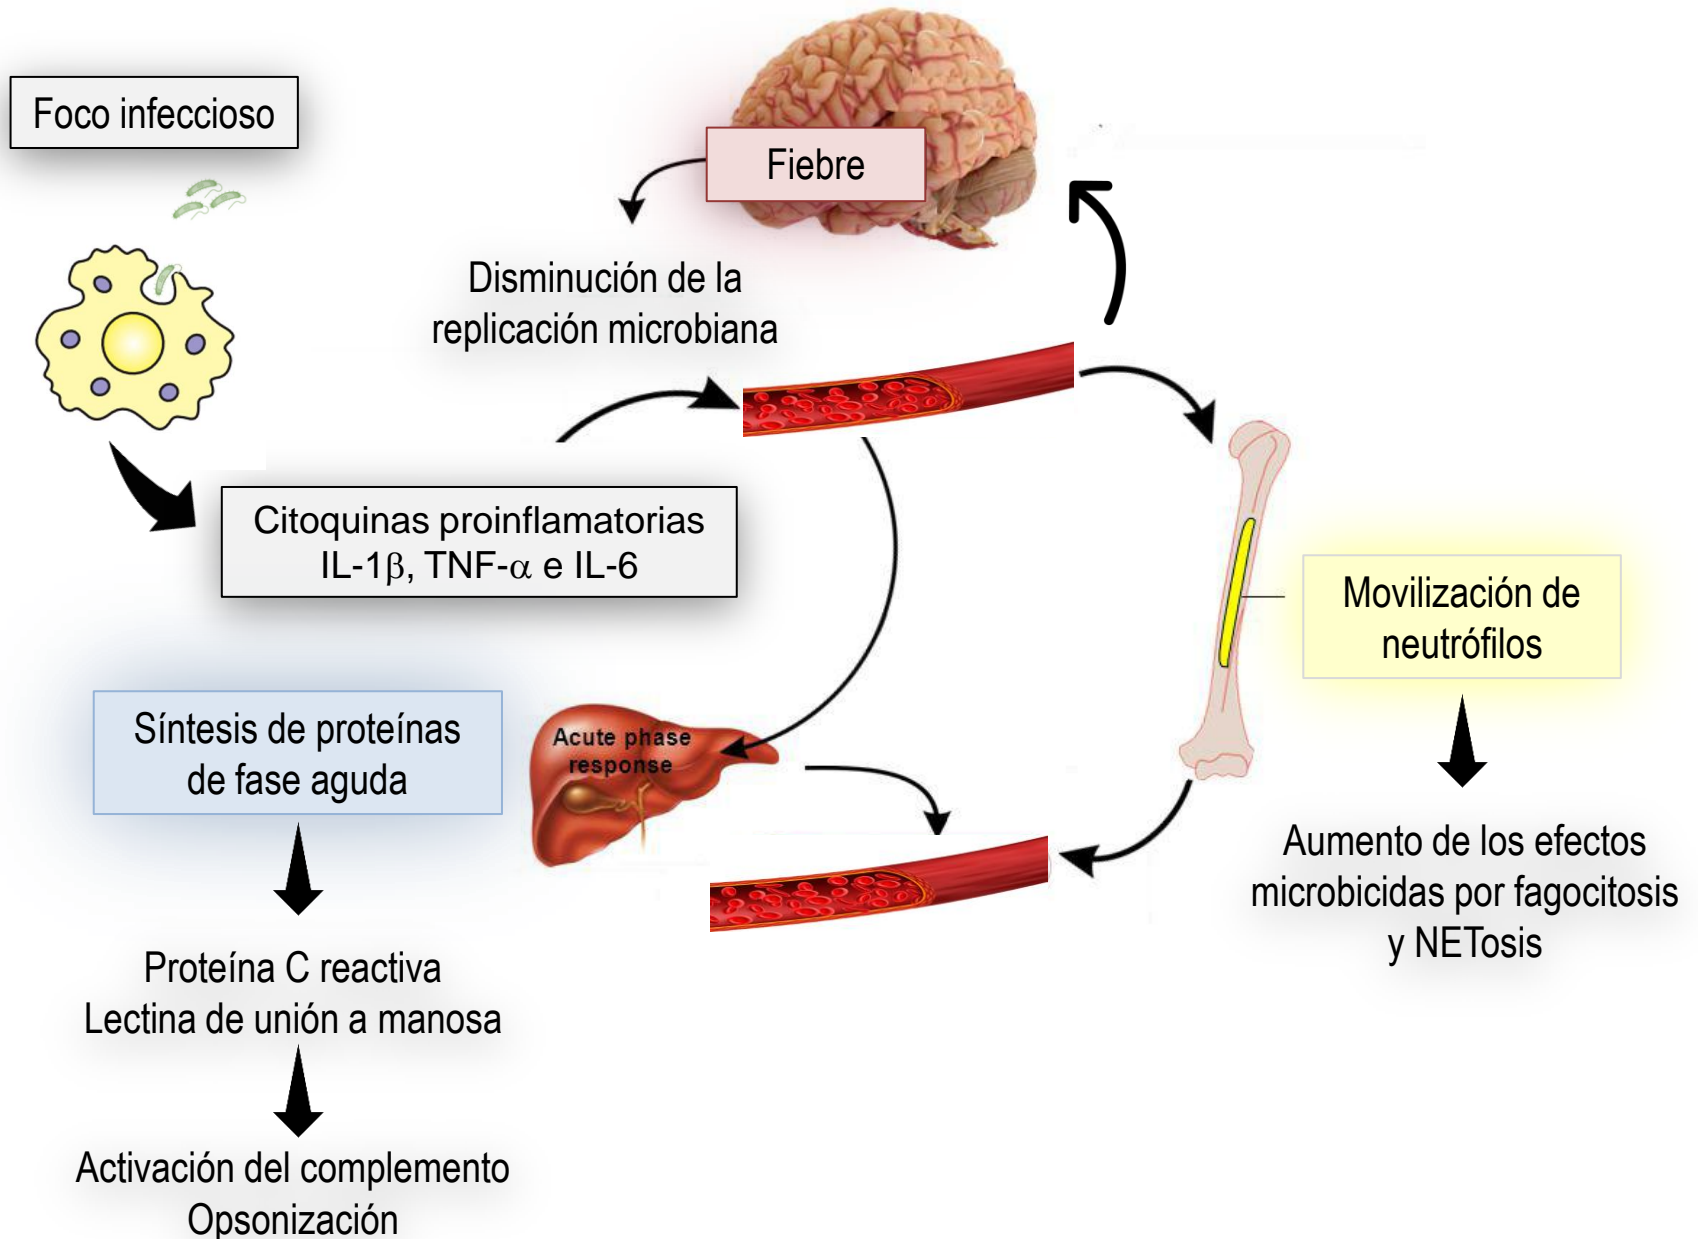 Foco infeccioso
Fiebre
Disminución de la
replicación microbiana
Citoquinas proinflamatorias
IL-1β, TNF-α e IL-6
Movilización de
neutrófilos
Síntesis de proteínas
de fase aguda
Acute phase
response
Aumento de los efectos
microbicidas por fagocitosis
y NETosis
Proteína C reactiva
Lectina de unión a manosa
Activación del complemento
Opsonización